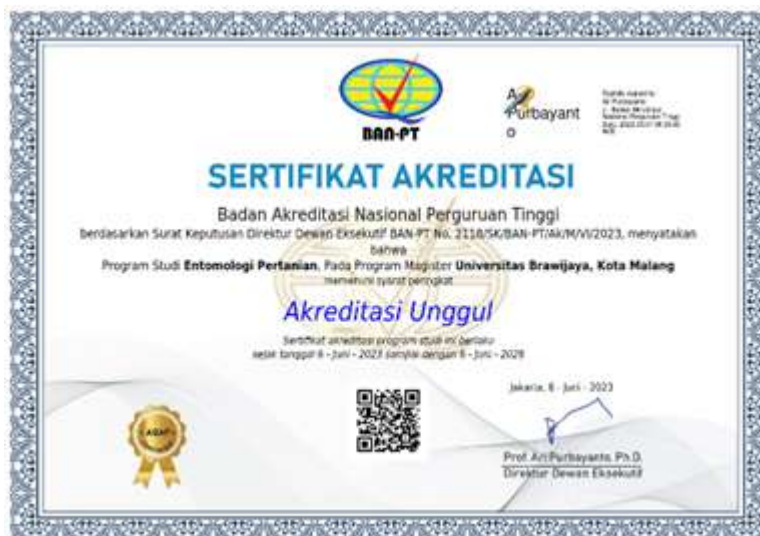 BAN-PT
Purbayant
o
SERTIFIKAT AKREDITASI
Badan Akreditasi Nasional Perguruan Tinggi
berdasarkan Surat Keputusan Direktur Dewan Eksekutif BAN-PT No. 2118/SK/BAN-PT/Ak/M/VI/2023, menyatakan
bahwa
Program Studi Entomologi Pertanian, Pada Program Magister Universitas Brawijaya, Kota Malang
memenuhi syarat peringkat
Akreditasi Unggul
Sertifikat akreditasi program studi ini berlaku
sejak tanggal 6 - Juni - 2023 sampai dengan 6 - Juni - 2028
Jakarta, 6 - Juni - 2023
Prof. Ari Purbayanto, Ph.D.
Direktur Dewan Eksekutif